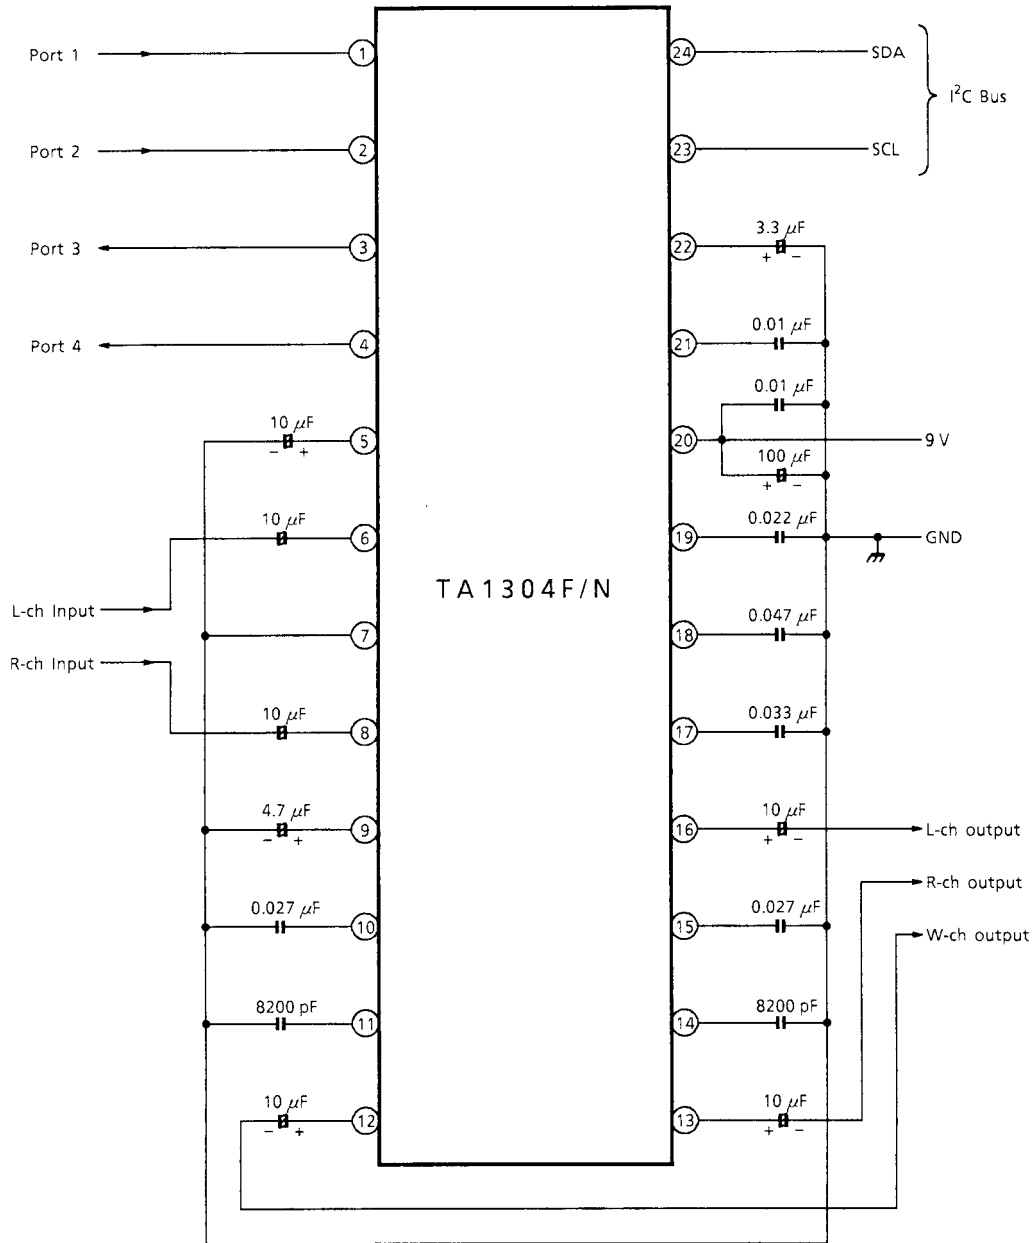 Port 1
1
24
SDA
I²C Bus
Port 2
2
23
SCL
Port 3
3
22
3.3 μF
+ −
Port 4
4
21
0.01 μF
0.01 μF
10 μF
− +
5
20
9 V
100 μF
+ −
10 μF
6
19
0.022 μF
GND
TA1304F/N
L-ch Input
7
18
0.047 μF
R-ch Input
10 μF
8
17
0.033 μF
4.7 μF
− +
9
16
10 μF
+ −
L-ch output
R-ch output
0.027 μF
10
15
0.027 μF
W-ch output
8200 pF
11
14
8200 pF
10 μF
− +
12
13
10 μF
+ −